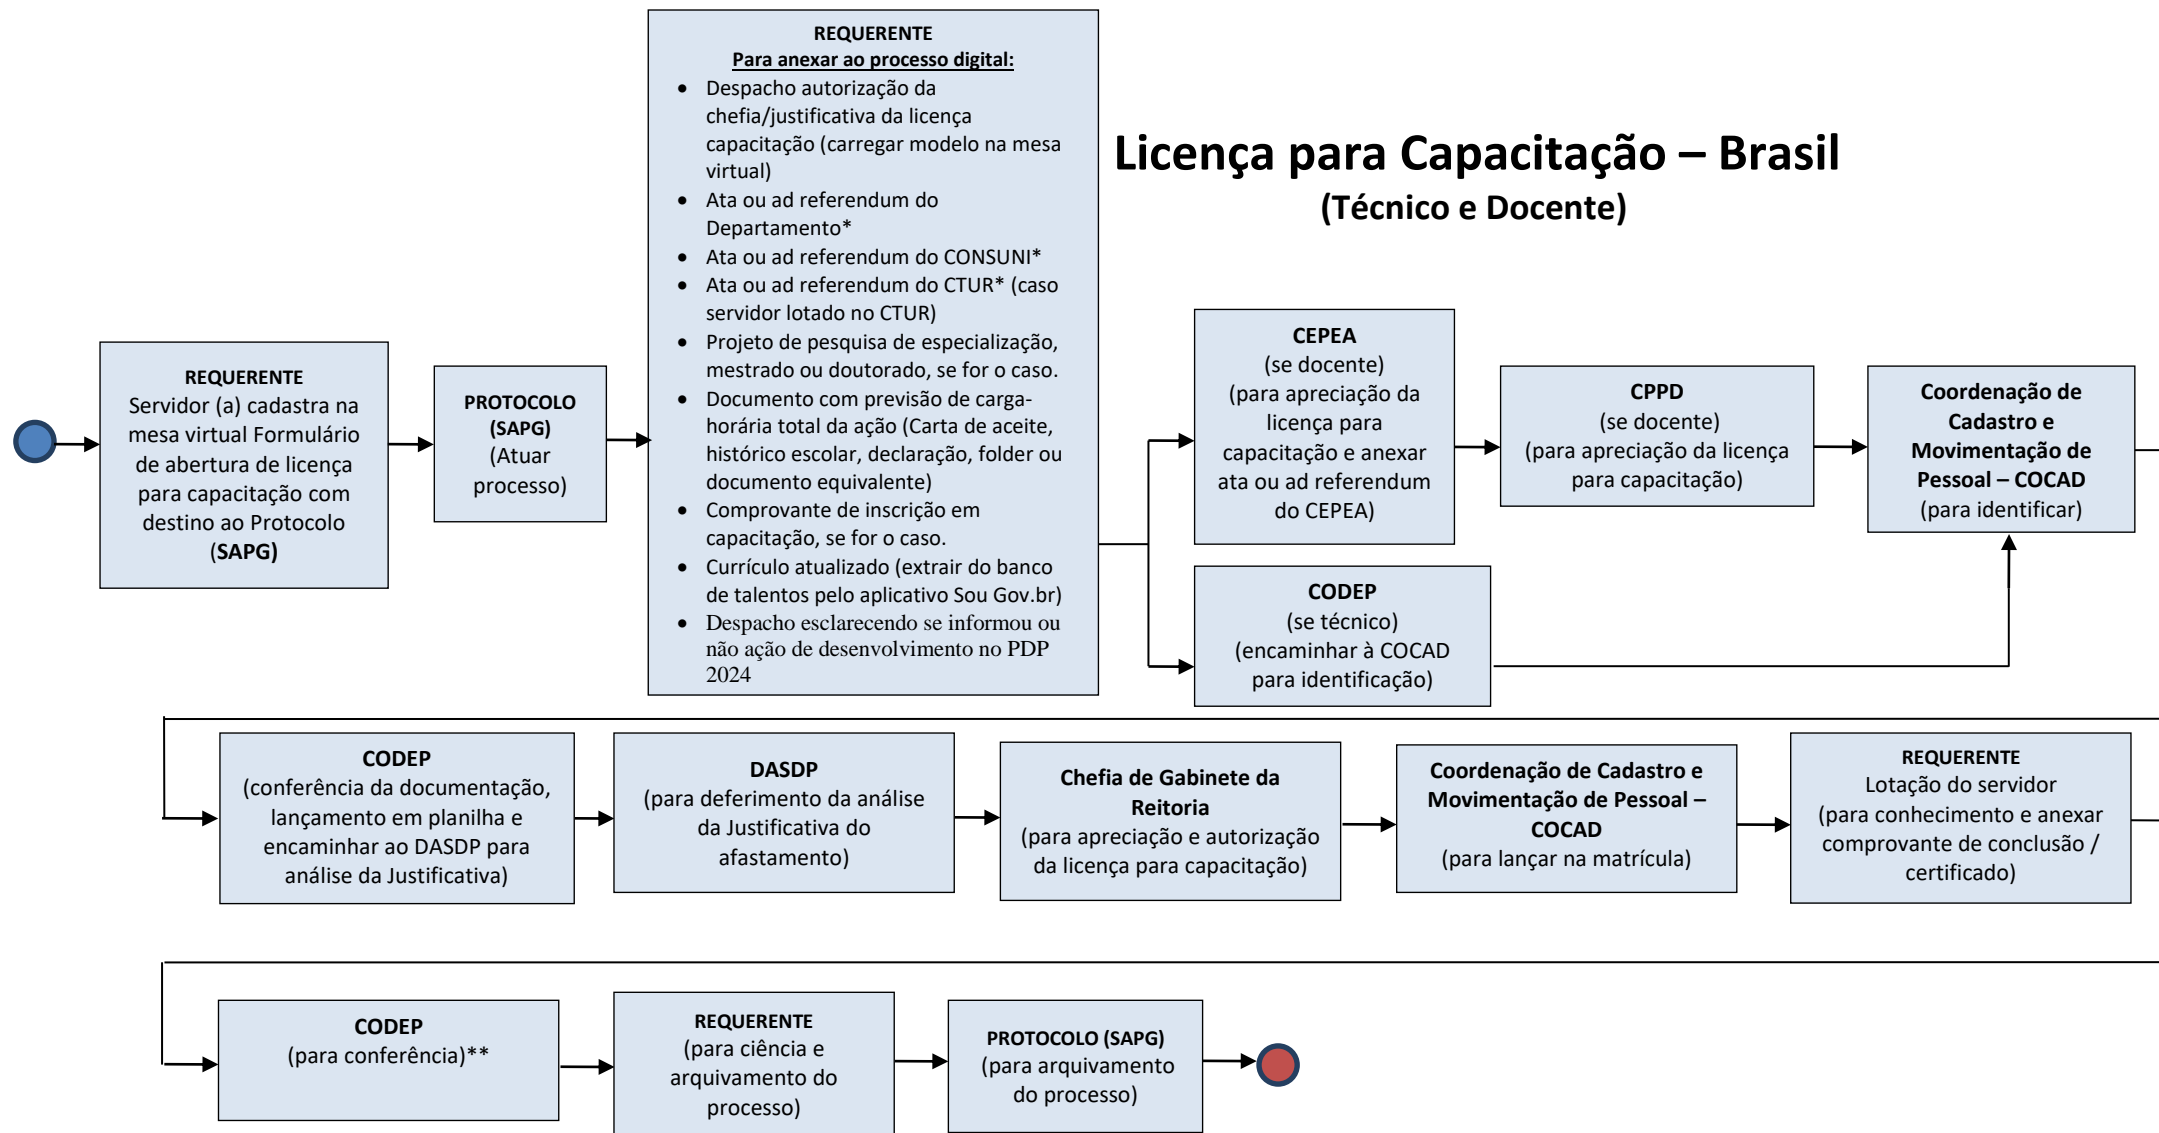 REQUERENTE
Para anexar ao processo digital:
• Despacho autorização da
chefia/justificativa da licença
capacitação (carregar modelo na mesa
virtual)
• Ata ou ad referendum do
Departamento*
• Ata ou ad referendum do CONSUNI*
• Ata ou ad referendum do CTUR* (caso
servidor lotado no CTUR)
• Projeto de pesquisa de especialização,
mestrado ou doutorado, se for o caso.
• Documento com previsão de carga-
horária total da ação (Carta de aceite,
histórico escolar, declaração, folder ou
documento equivalente)
• Comprovante de inscrição em
capacitação, se for o caso.
• Currículo atualizado (extrair do banco
de talentos pelo aplicativo Sou Gov.br)
• Despacho esclarecendo se informou ou
não ação de desenvolvimento no PDP
2024
Licença para Capacitação – Brasil
(Técnico e Docente)
REQUERENTE
Servidor (a) cadastra na
mesa virtual Formulário
de abertura de licença
para capacitação com
destino ao Protocolo
(SAPG)
PROTOCOLO
(SAPG)
(Atuar
processo)
CEPEA
(se docente)
(para apreciação da
licença para
capacitação e anexar
ata ou ad referendum
do CEPEA)
CPPD
(se docente)
(para apreciação da licença
para capacitação)
Coordenação de
Cadastro e
Movimentação de
Pessoal – COCAD
(para identificar)
CODEP
(se técnico)
(encaminhar à COCAD
para identificação)
CODEP
(conferência da documentação,
lançamento em planilha e
encaminhar ao DASDP para
análise da Justificativa)
DASDP
(para deferimento da análise
da Justificativa do
afastamento)
Chefia de Gabinete da
Reitoria
(para apreciação e autorização
da licença para capacitação)
Coordenação de Cadastro e
Movimentação de Pessoal –
COCAD
(para lançar na matrícula)
REQUERENTE
Lotação do servidor
(para conhecimento e anexar
comprovante de conclusão /
certificado)
CODEP
(para conferência)**
REQUERENTE
(para ciência e
arquivamento do
processo)
PROTOCOLO (SAPG)
(para arquivamento
do processo)